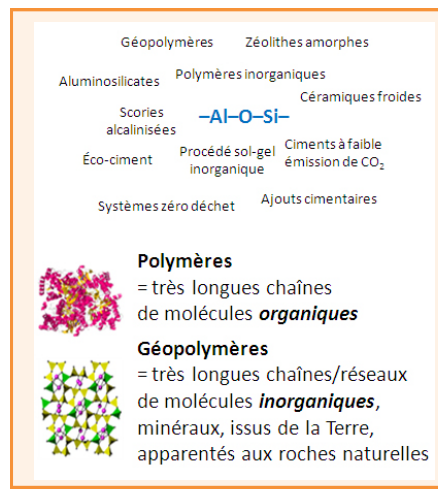 Géopolymères Zéolithes amorphes
Aluminosilicates Polymères inorganiques
Céramiques froides
Scories
alcalinisées
–Al–O–Si–
Éco-ciment
Procédé sol-gel
inorganique
Ciments à faible
émission de CO₂
Systèmes zéro déchet Ajouts cimentaires
Polymères
= très longues chaînes
de molécules organiques
Géopolymères
= très longues chaînes/réseaux
de molécules inorganiques,
minéraux, issus de la Terre,
apparentés aux roches naturelles